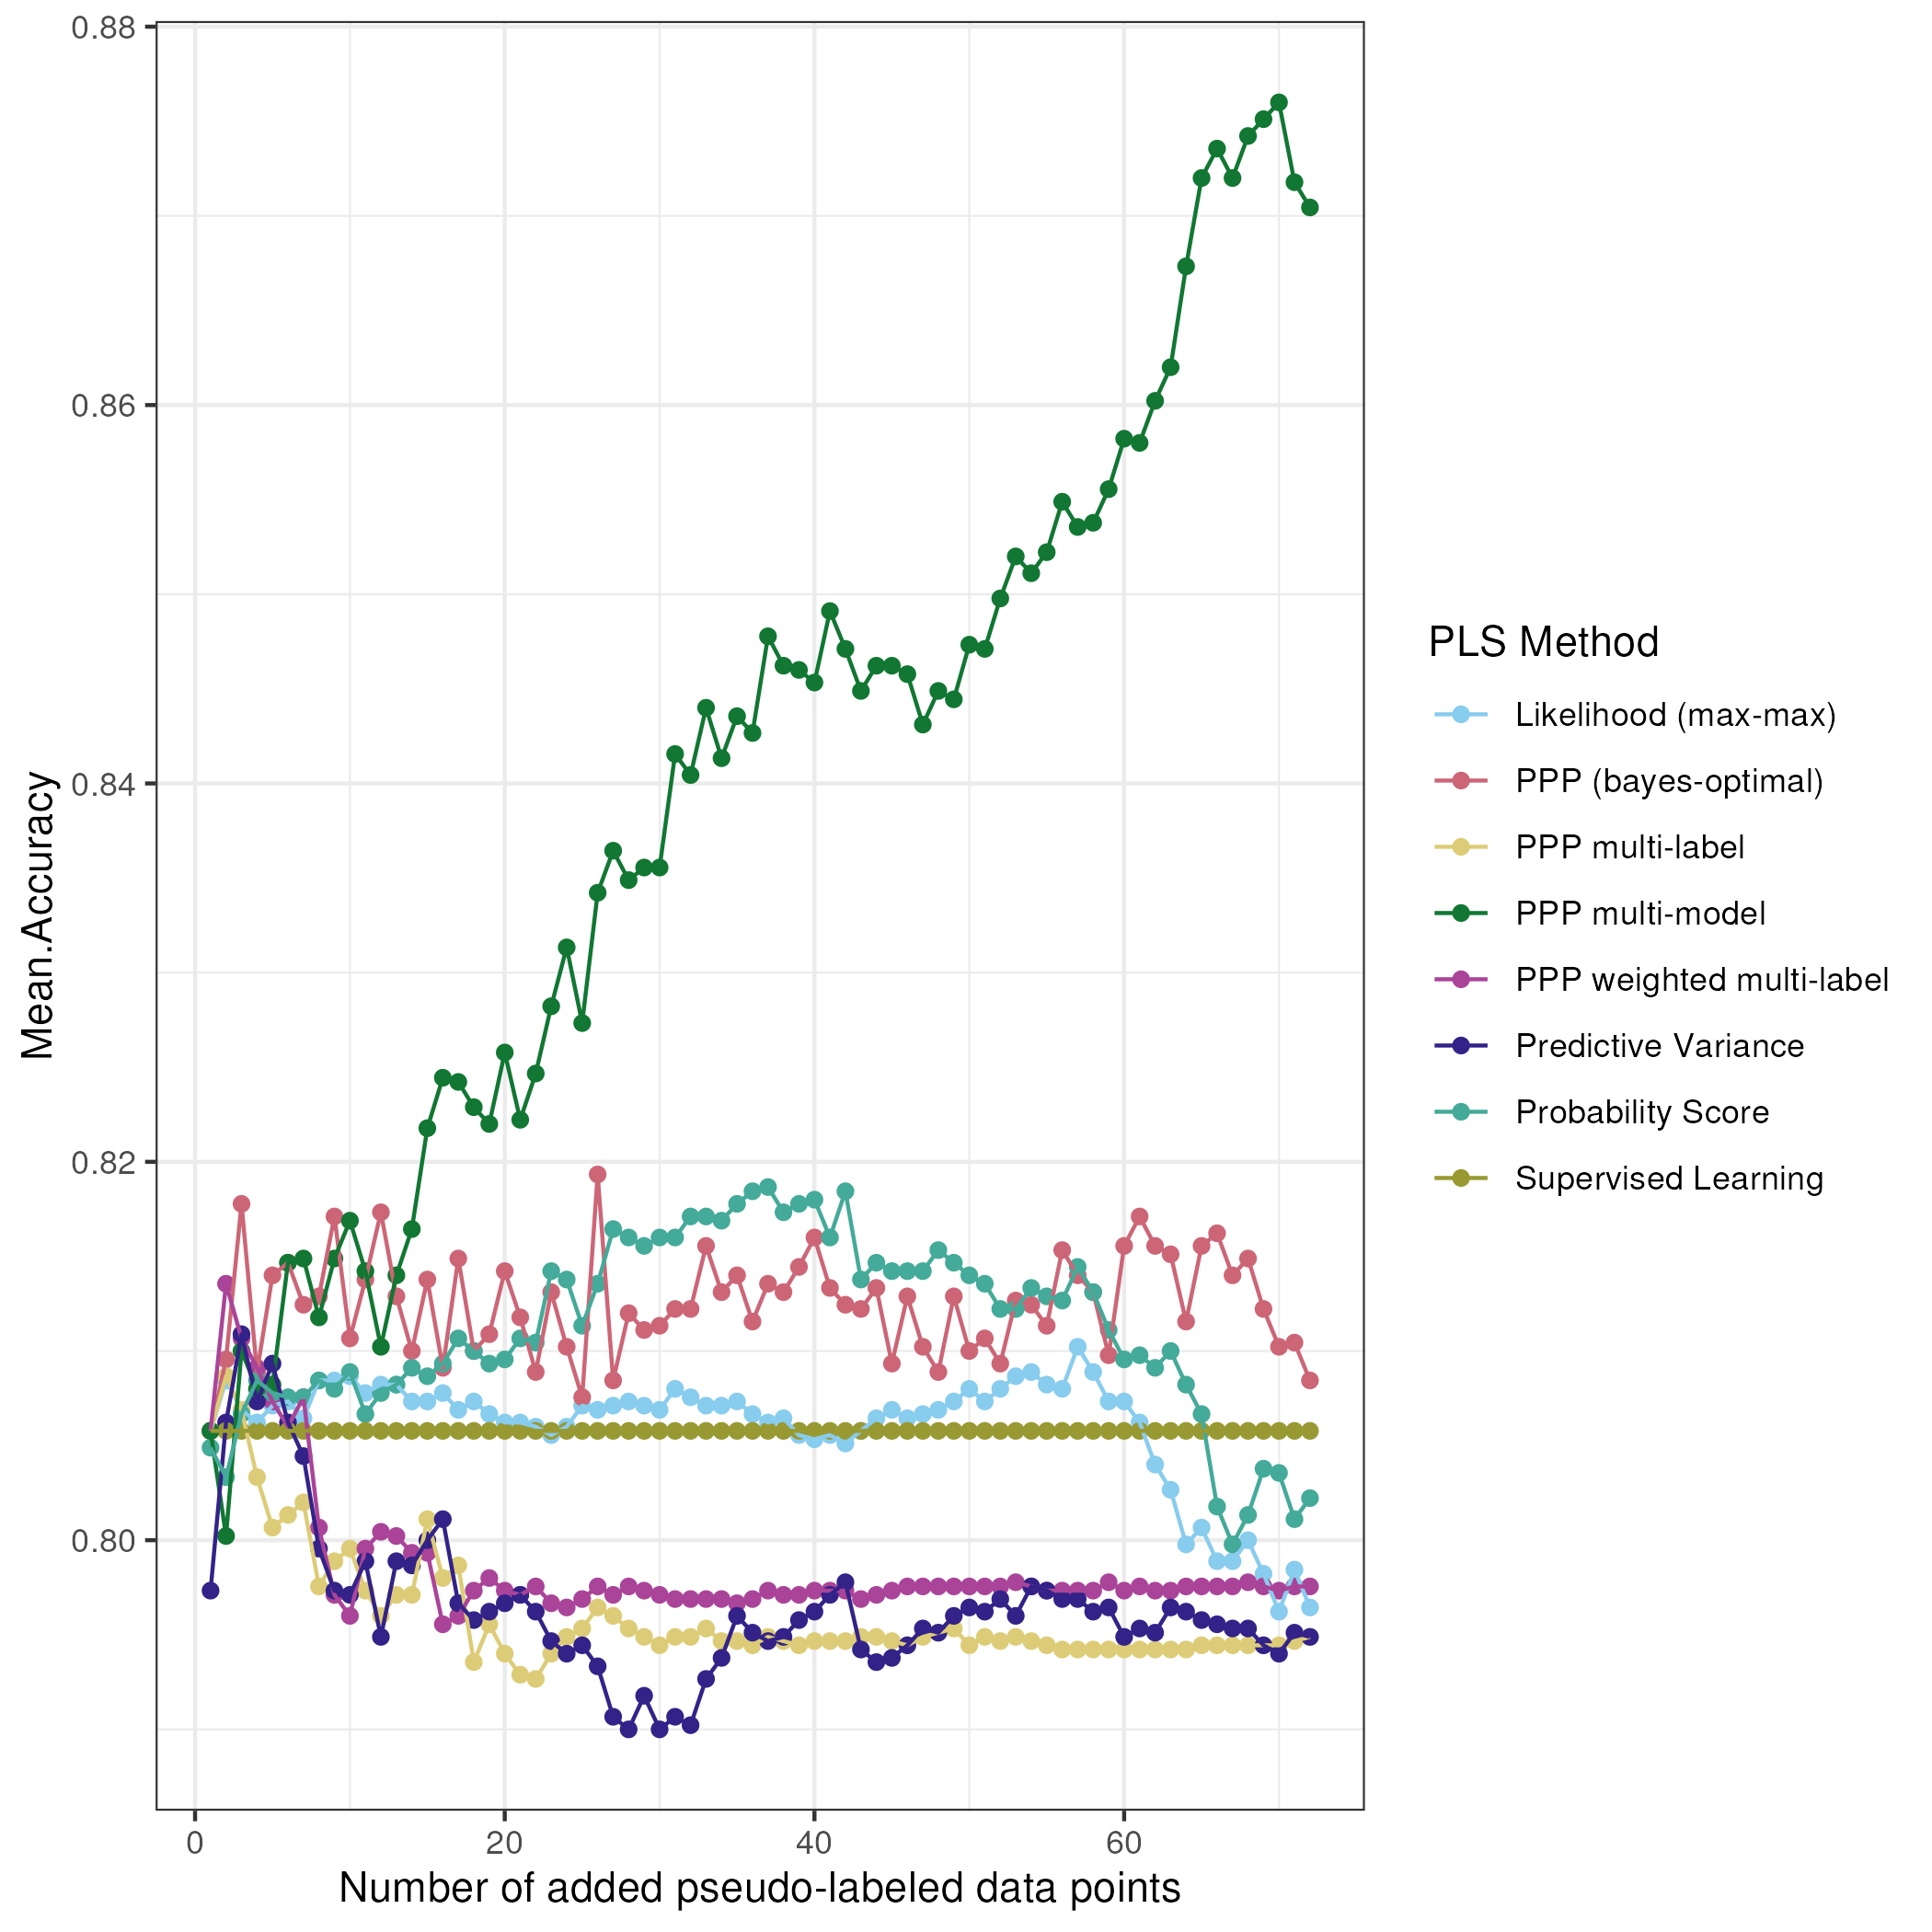 0.88
0.86
0.84
0.82
0.80
Mean.Accuracy
0
20
40
60
Number of added pseudo-labeled data points
PLS Method
Likelihood (max-max)
PPP (bayes-optimal)
PPP multi-label
PPP multi-model
PPP weighted multi-label
Predictive Variance
Probability Score
Supervised Learning